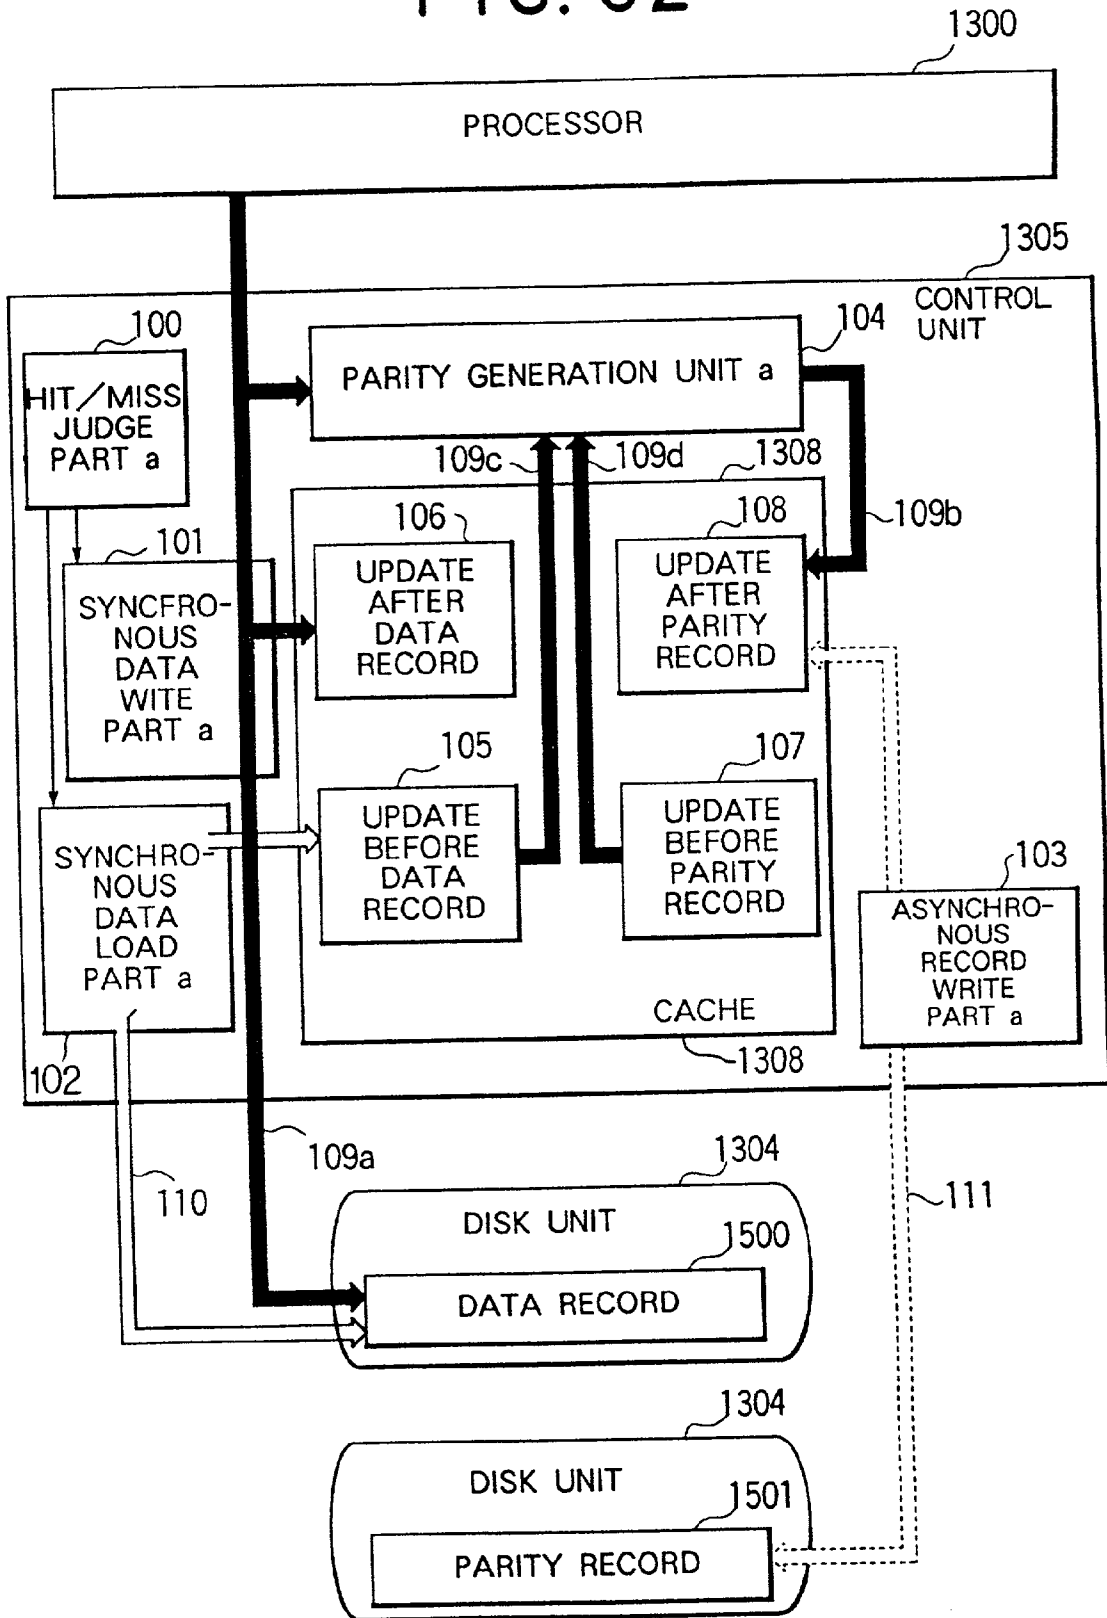 FIG. 32
1300
PROCESSOR
1305
CONTROL
UNIT
100
HIT/MISS
JUDGE
PART a
104
PARITY GENERATION UNIT a
109c
109d
1308
109b
101
SYNCFRO-
NOUS
DATA
WITE
PART a
106
UPDATE
AFTER
DATA
RECORD
108
UPDATE
AFTER
PARITY
RECORD
105
UPDATE
BEFORE
DATA
RECORD
107
UPDATE
BEFORE
PARITY
RECORD
SYNCHRO-
NOUS
DATA
LOAD
PART a
102
103
ASYNCHRO-
NOUS
RECORD
WRITE
PART a
CACHE
1308
109a
110
111
1304
DISK UNIT
1500
DATA RECORD
1304
DISK UNIT
1501
PARITY RECORD